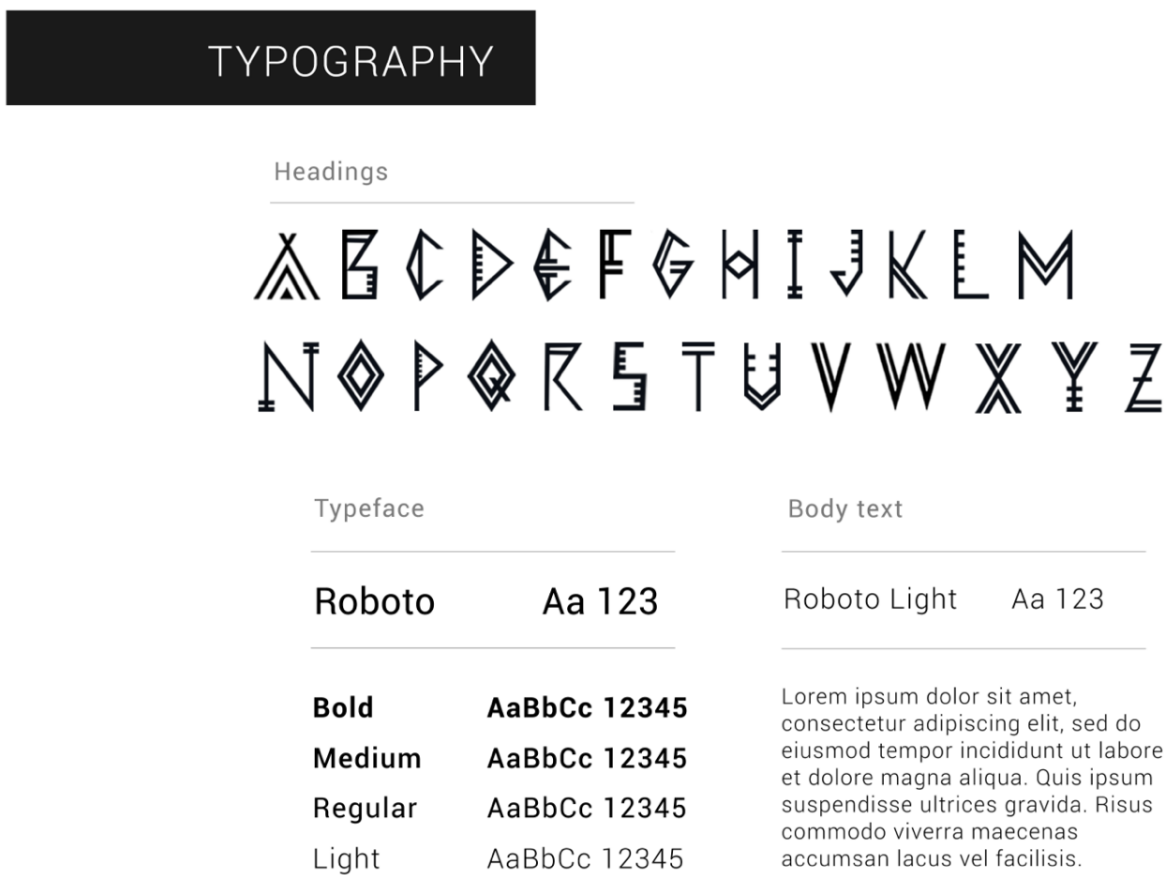 TYPOGRAPHY
Headings
A B C D E F G H I J K L M
N O P Q R S T U V W X Y Z
Typeface
Roboto Aa 123
Bold AaBbCc 12345
Medium AaBbCc 12345
Regular AaBbCc 12345
Light AaBbCc 12345
Body text
Roboto Light Aa 123
Lorem ipsum dolor sit amet,
consectetur adipiscing elit, sed do
eiusmod tempor incididunt ut labore
et dolore magna aliqua. Quis ipsum
suspendisse ultrices gravida. Risus
commodo viverra maecenas
accumsan lacus vel facilisis.